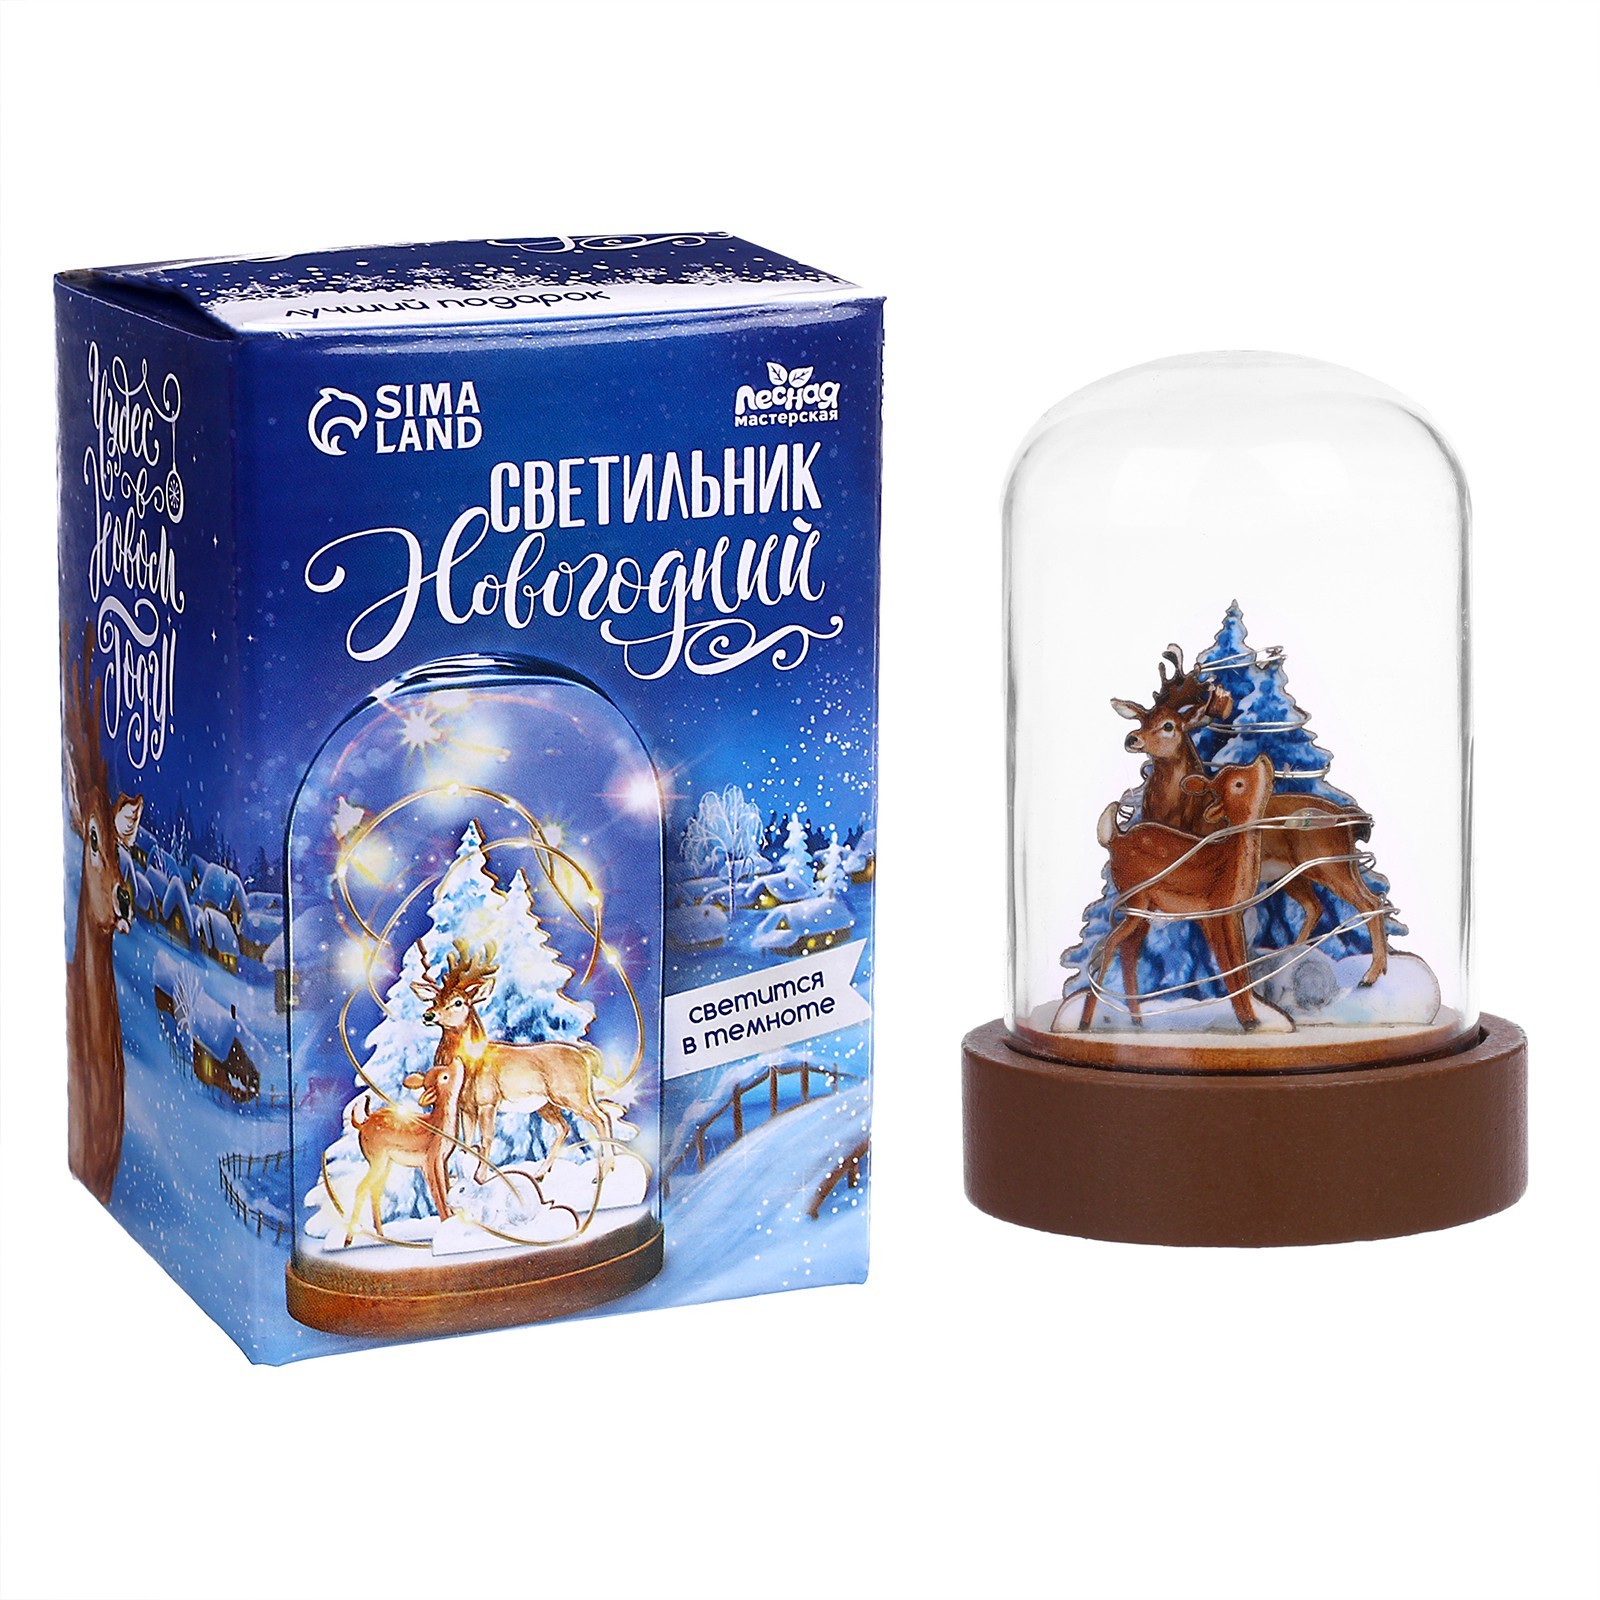 лучший подарок
Чудес
в
Новом
Году!
SIMA
LAND
Лесная
мастерская
СВЕТИЛЬНИК
Новогодний
светится
в темноте